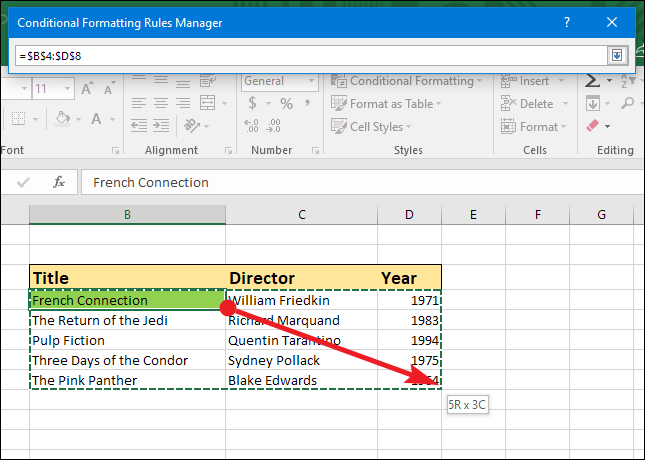 Conditional Formatting Rules Manager ? ×
=$B$4:$D$8
11 A A General Conditional Formatting Insert Σ
$ % , Format as Table Delete
A .00 .00 Cell Styles Format
Font Alignment Number Styles Cells Editing
fx French Connection
B C D E F G
Title Director Year
French Connection William Friedkin 1971
The Return of the Jedi Richard Marquand 1983
Pulp Fiction Quentin Tarantino 1994
Three Days of the Condor Sydney Pollack 1975
The Pink Panther Blake Edwards
5R x 3C